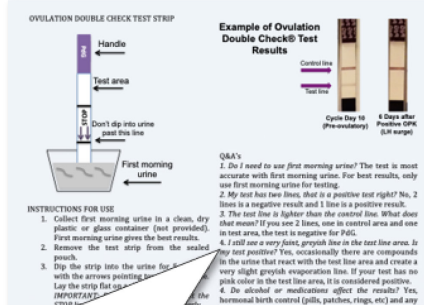 OVULATION DOUBLE CHECK TEST STRIP
PdG
Handle
Test area
STOP
Don't dip into urine
past this line
First morning
urine
INSTRUCTIONS FOR USE
1. Collect first morning urine in a clean, dry
plastic or glass container (not provided).
First morning urine gives the best results.
2. Remove the test strip from the sealed
pouch.
3. Dip the strip into the urine for
with the arrows pointing
Lay the strip flat on
IMPORTANT: the
Example of Ovulation
Double Check® Test
Results
Control line
Test line
Cycle Day 10
(Pre-ovulatory)
6 Days after
Positive OPK
(LH surge)
Q&A's
1. Do I need to use first morning urine? The test is most
accurate with first morning urine. For best results, only
use first morning urine for testing.
2. My test has two lines, is that a positive test right? No, 2
lines is a negative result and 1 line is a positive result.
3. The test line is lighter than the control line. What does
that mean? If you see 2 lines, one in control area and one
in test area, the test is negative for PdG.
4. I still see a very faint, greyish line in the test line area. Is
my test positive? Yes, occasionally there are compounds
in the urine that react with the test line area and create a
very slight greyish evaporation line. If your test has no
pink color in the test line area, it is considered positive.
4. Do alcohol or medications affect the results? Yes,
hormonal birth control (pills, patches, rings, etc) and any